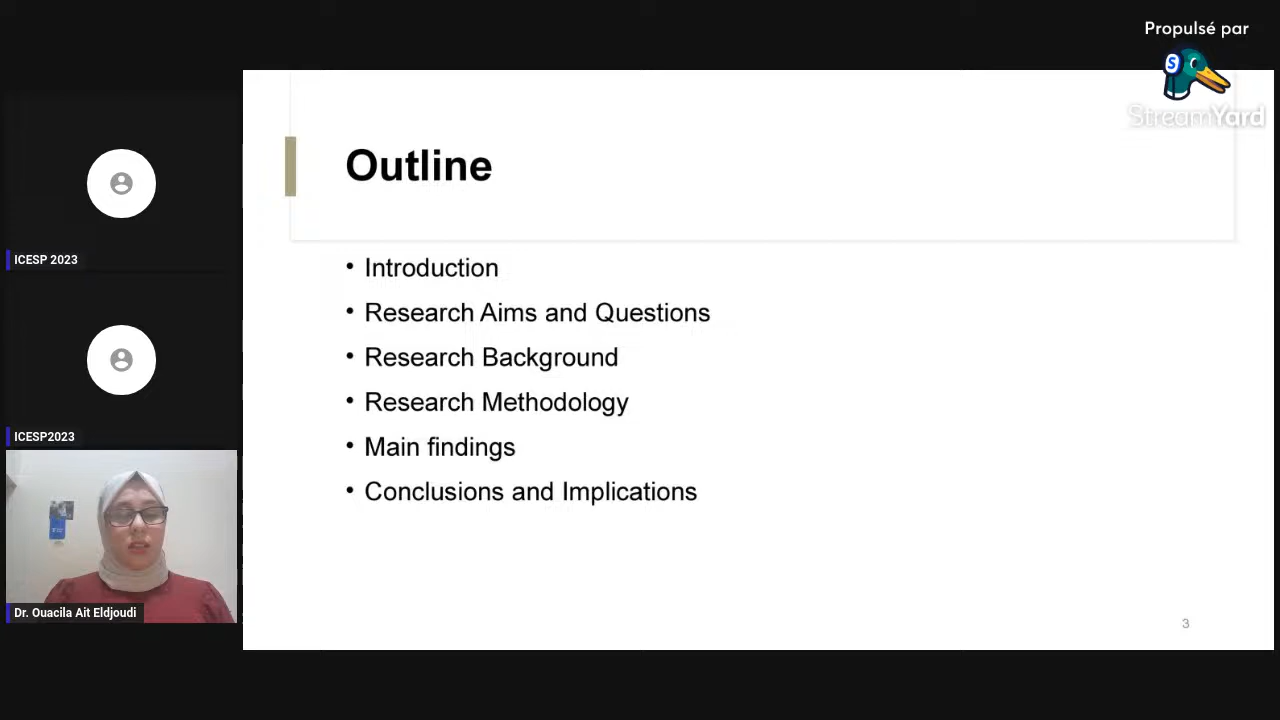 Propulsé par
StreamYard
Outline
• Introduction
• Research Aims and Questions
• Research Background
• Research Methodology
• Main findings
• Conclusions and Implications
3
ICESP 2023
ICESP2023
Dr. Ouacila Ait Eldjoudi